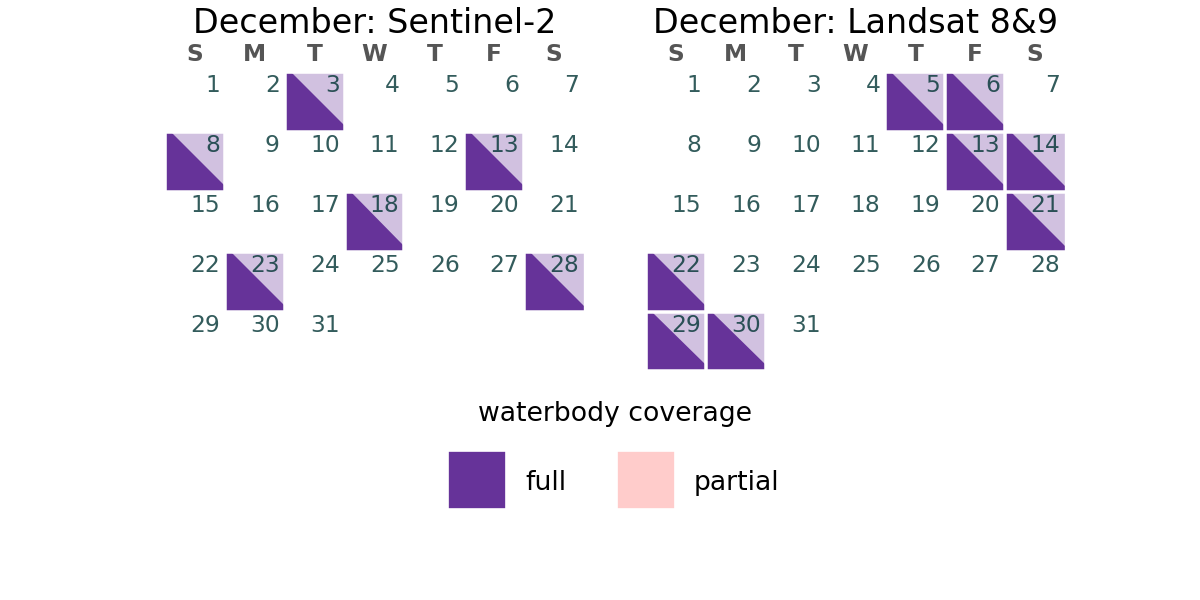 December: Sentinel-2
S M T W T F S
1 2 3 4 5 6 7
8 9 10 11 12 13 14
15 16 17 18 19 20 21
22 23 24 25 26 27 28
29 30 31
December: Landsat 8&9
S M T W T F S
1 2 3 4 5 6 7
8 9 10 11 12 13 14
15 16 17 18 19 20 21
22 23 24 25 26 27 28
29 30 31
waterbody coverage
full partial